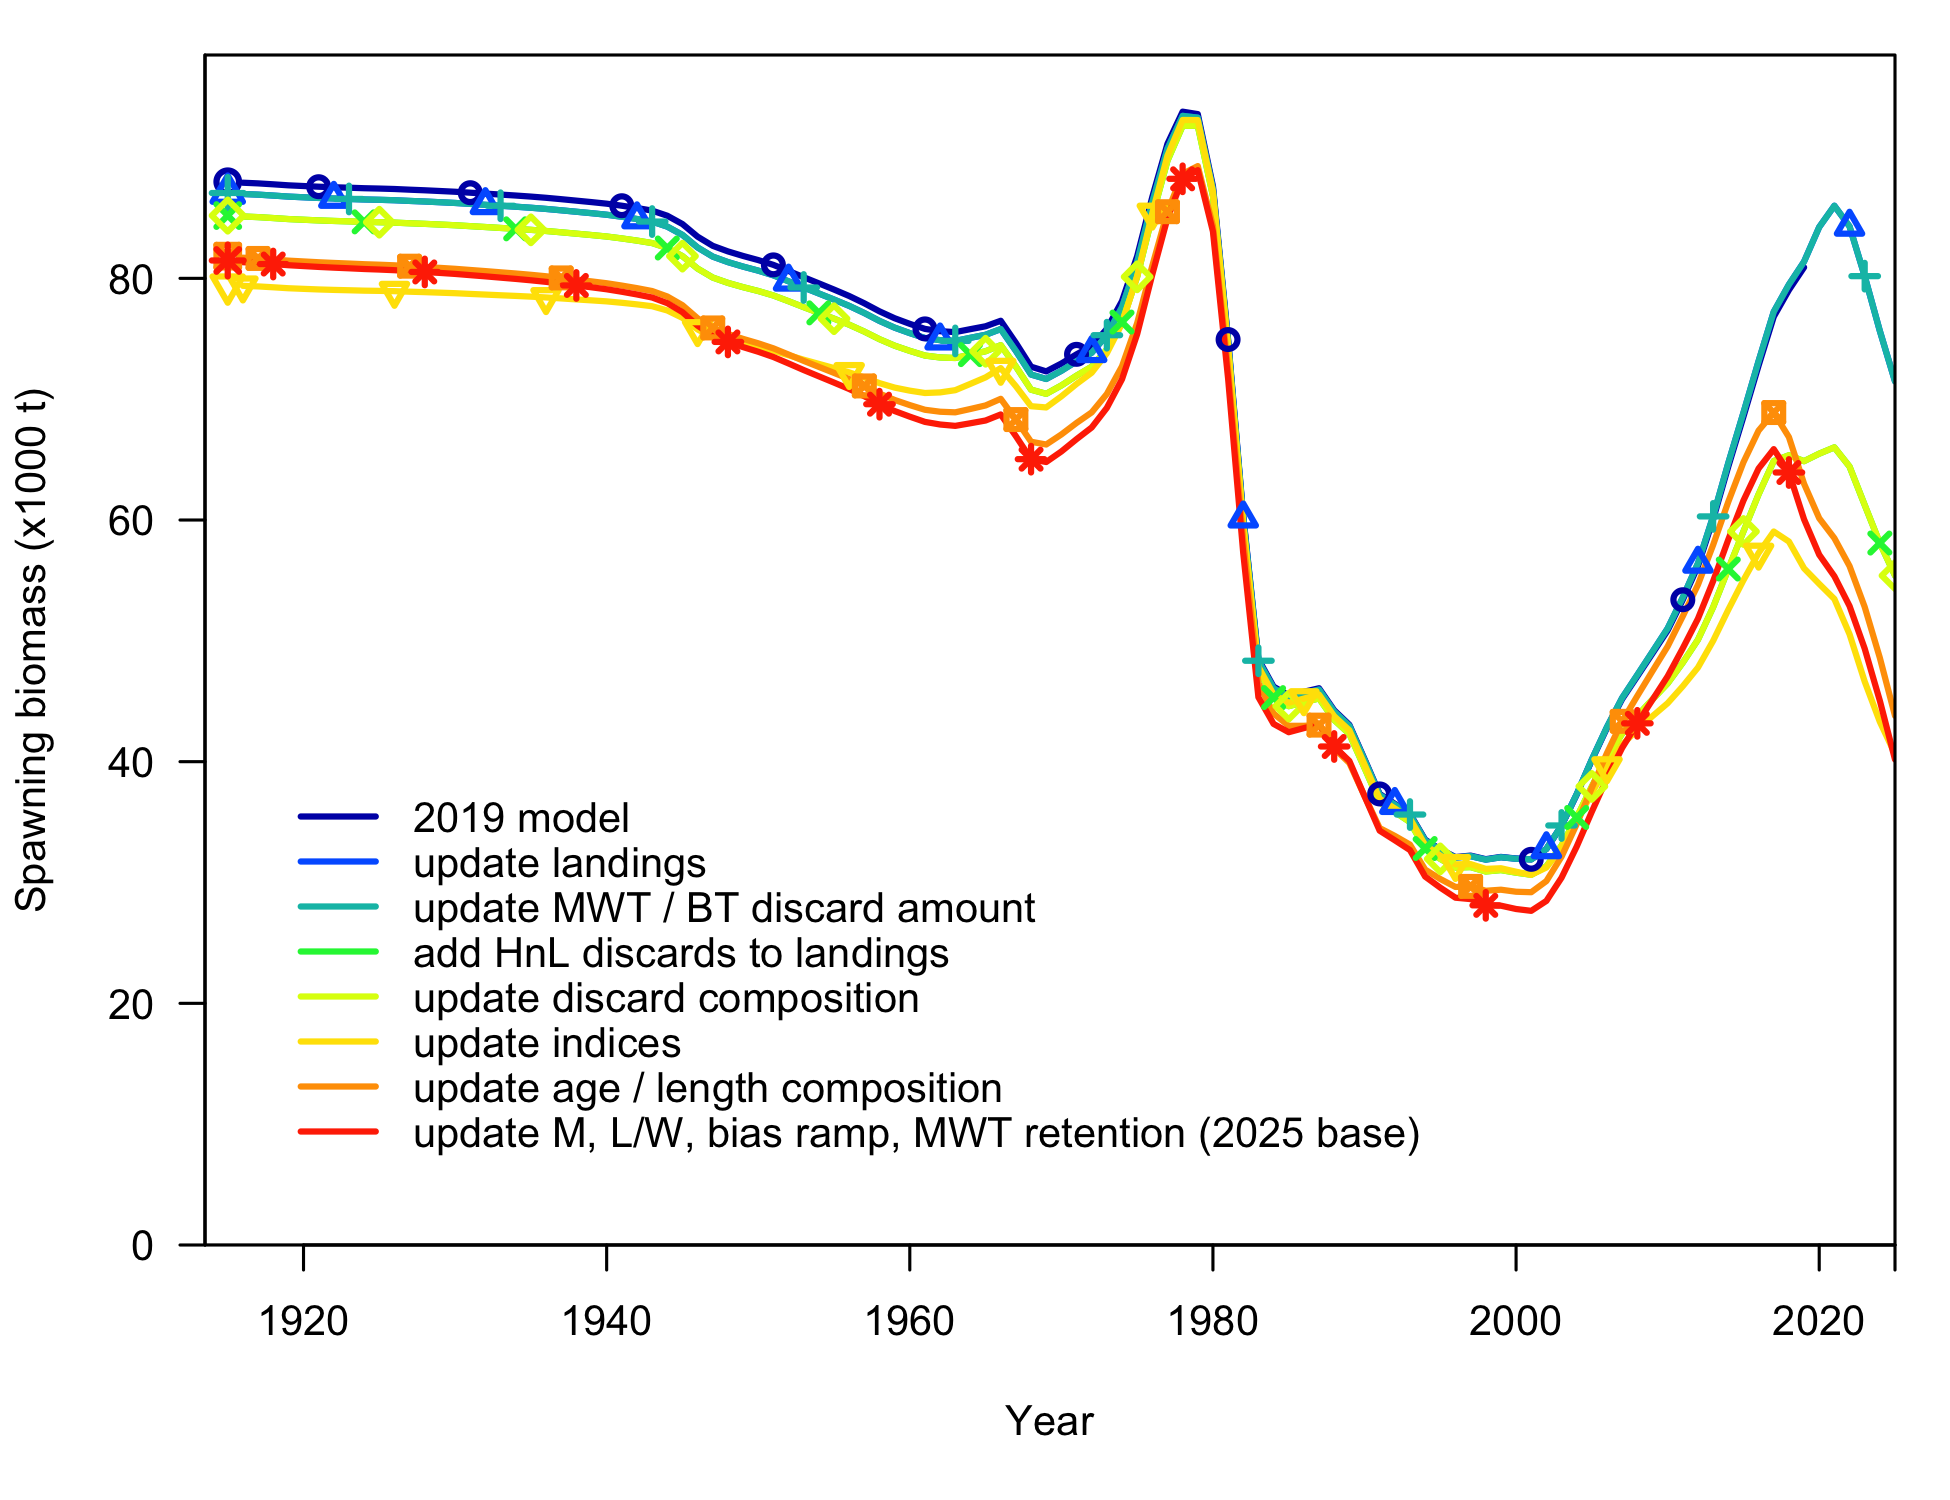 Spawning biomass (x1000 t)
80
60
40
20
0
2019 model
update landings
update MWT / BT discard amount
add HnL discards to landings
update discard composition
update indices
update age / length composition
update M, L/W, bias ramp, MWT retention (2025 base)
1920 1940 1960 1980 2000 2020
Year